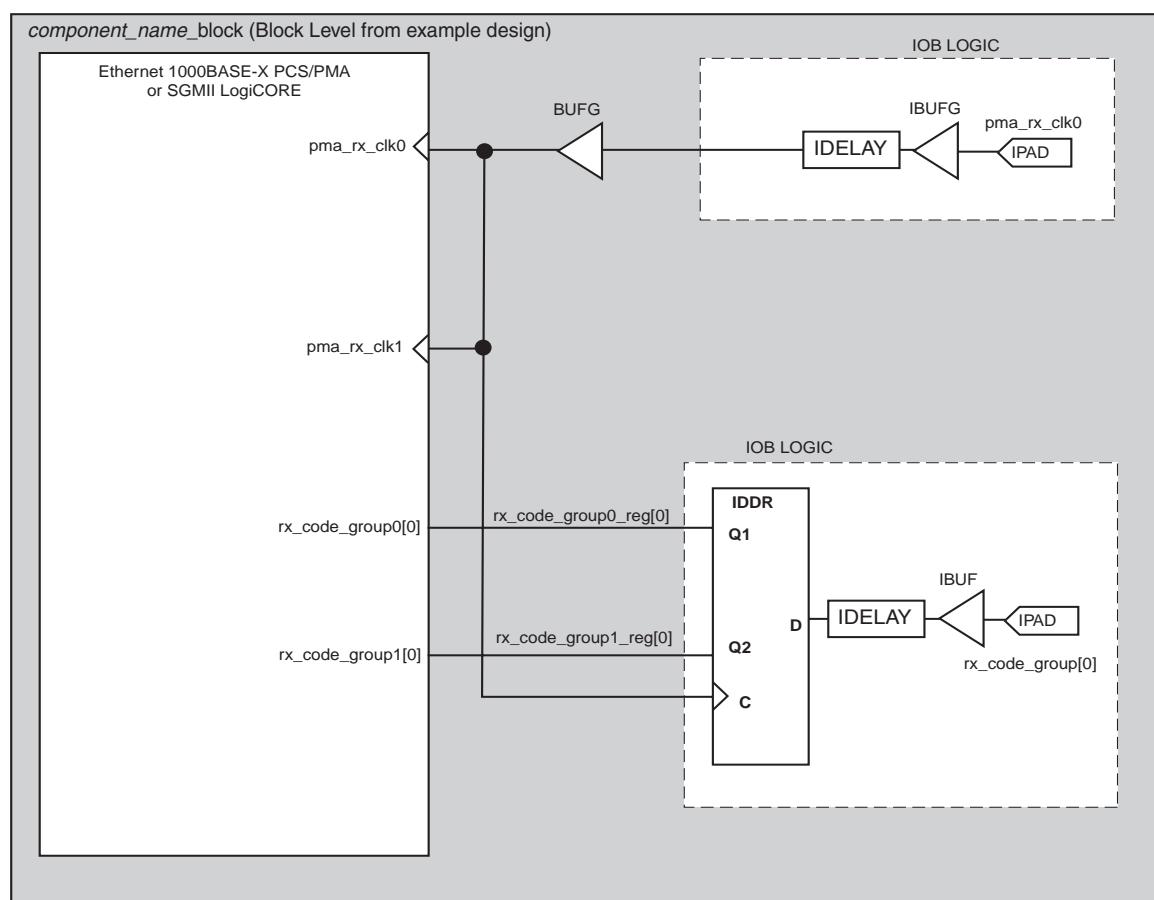 component_name_block (Block Level from example design)
Ethernet 1000BASE-X PCS/PMA
or SGMII LogiCORE
IOB LOGIC
BUFG
IBUFG
pma_rx_clk0
pma_rx_clk0
IDELAY
IPAD
pma_rx_clk1
IOB LOGIC
IDDR
rx_code_group0[0]
rx_code_group0_reg[0]
Q1
IBUF
D
IDELAY
IPAD
rx_code_group1[0]
rx_code_group1_reg[0]
Q2
rx_code_group[0]
C